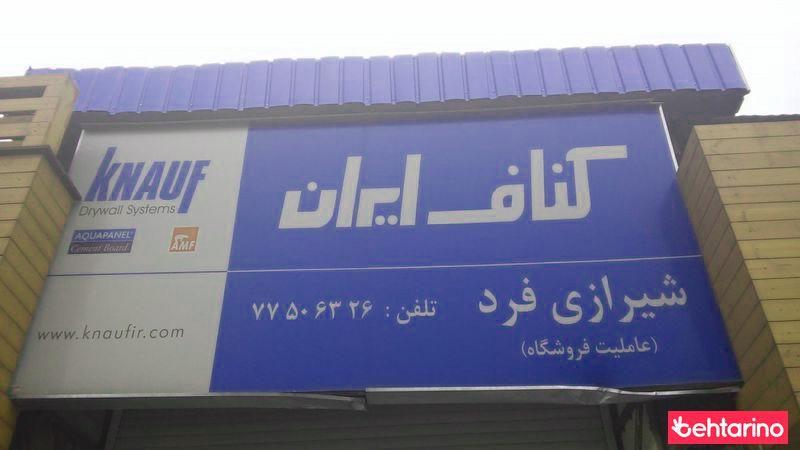 KNAUF
Drywall Systems
AQUAPANEL®
Cement Board
AMF
www.knaufir.com
کناف ایران
شیرازی فرد
تلفن : ۷۷ ۵۰ ۶۳ ۲۶
(عاملیت فروشگاه)
behtarino